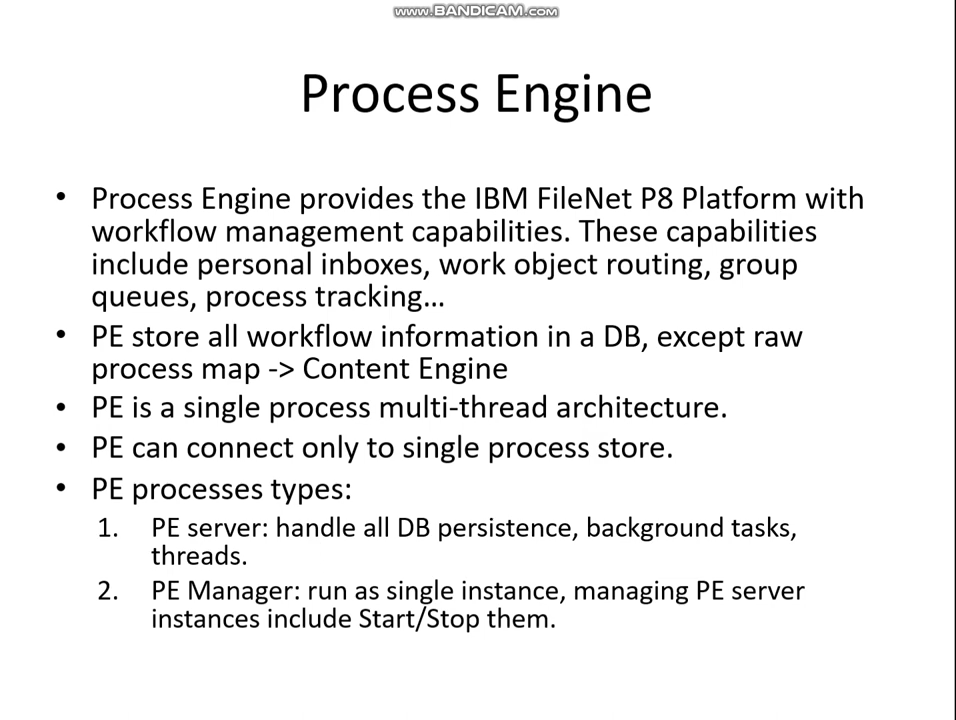 www.BANDICAM.com
Process Engine
• Process Engine provides the IBM FileNet P8 Platform with
workflow management capabilities. These capabilities
include personal inboxes, work object routing, group
queues, process tracking…
• PE store all workflow information in a DB, except raw
process map -> Content Engine
• PE is a single process multi-thread architecture.
• PE can connect only to single process store.
• PE processes types:
1. PE server: handle all DB persistence, background tasks,
threads.
2. PE Manager: run as single instance, managing PE server
instances include Start/Stop them.